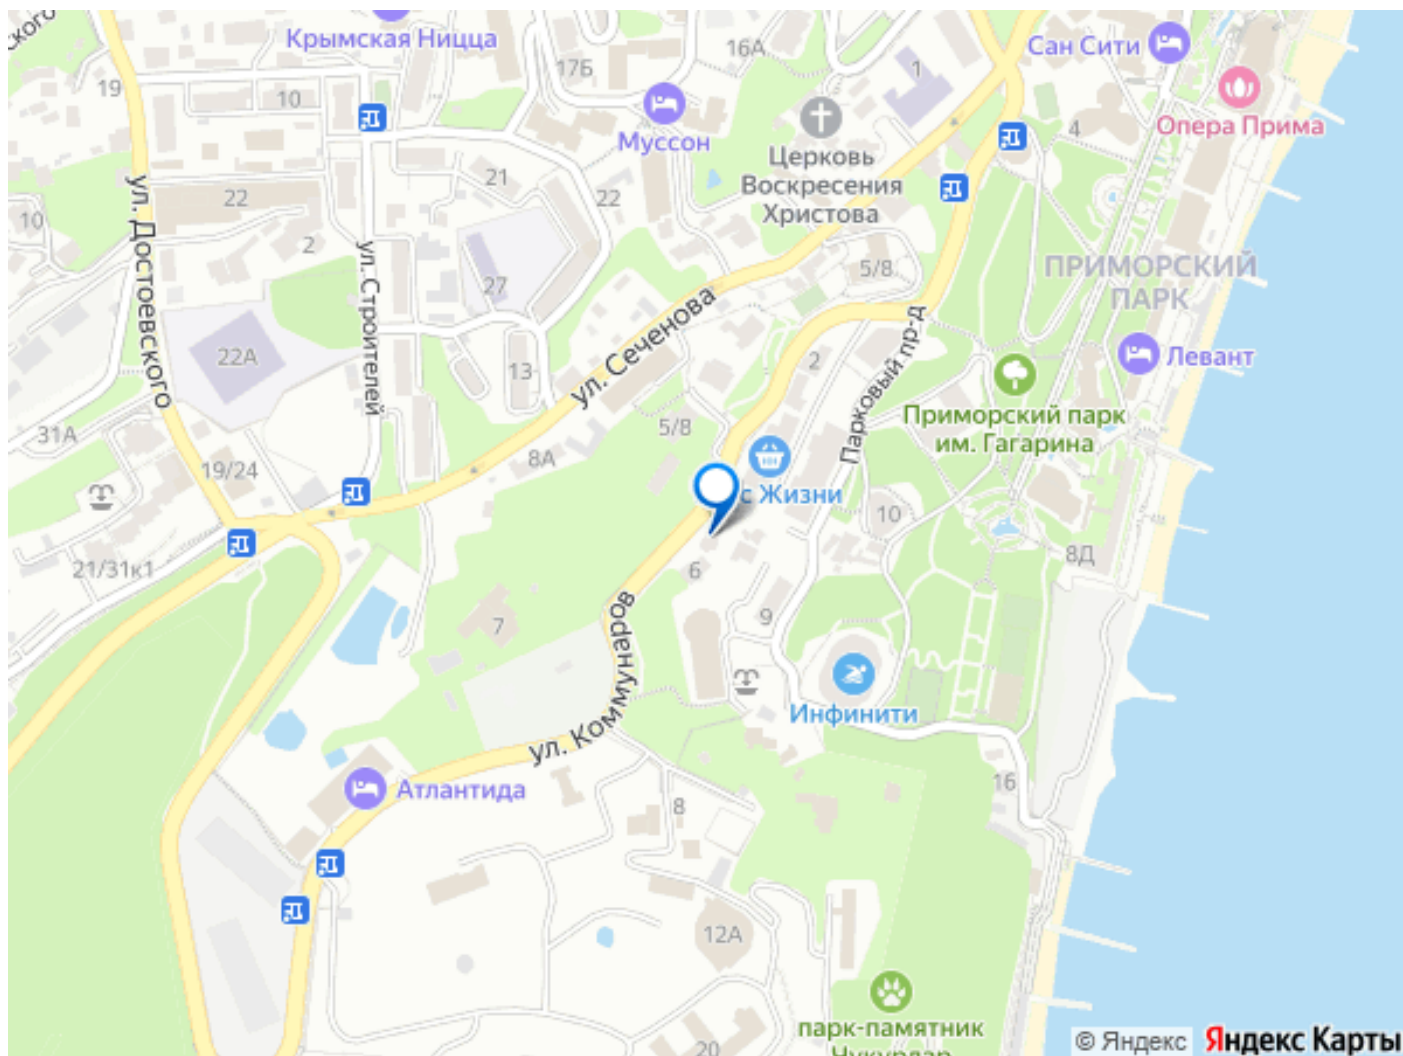 Крымская Ницца
16А
1
Сан Сити
17Б
19
10
Муссон
4
Опера Прима
Церковь
Воскресения
Христова
21
22
22
10
2
ул. Достоевского
ул.Строителей
27
5/8
ПРИМОРСКИЙ
ПАРК
ул. Сеченова
Парковый пр-д
22А
13
2
Левант
Приморский парк
им. Гагарина
31А
5/8
19/24
8А
с Жизни
10
8Д
21/31к1
6
9
7
ул. Коммунаров
Инфинити
16
Атлантида
8
12А
парк-памятник
Чукурлар
20
© Яндекс
Яндекс Карты